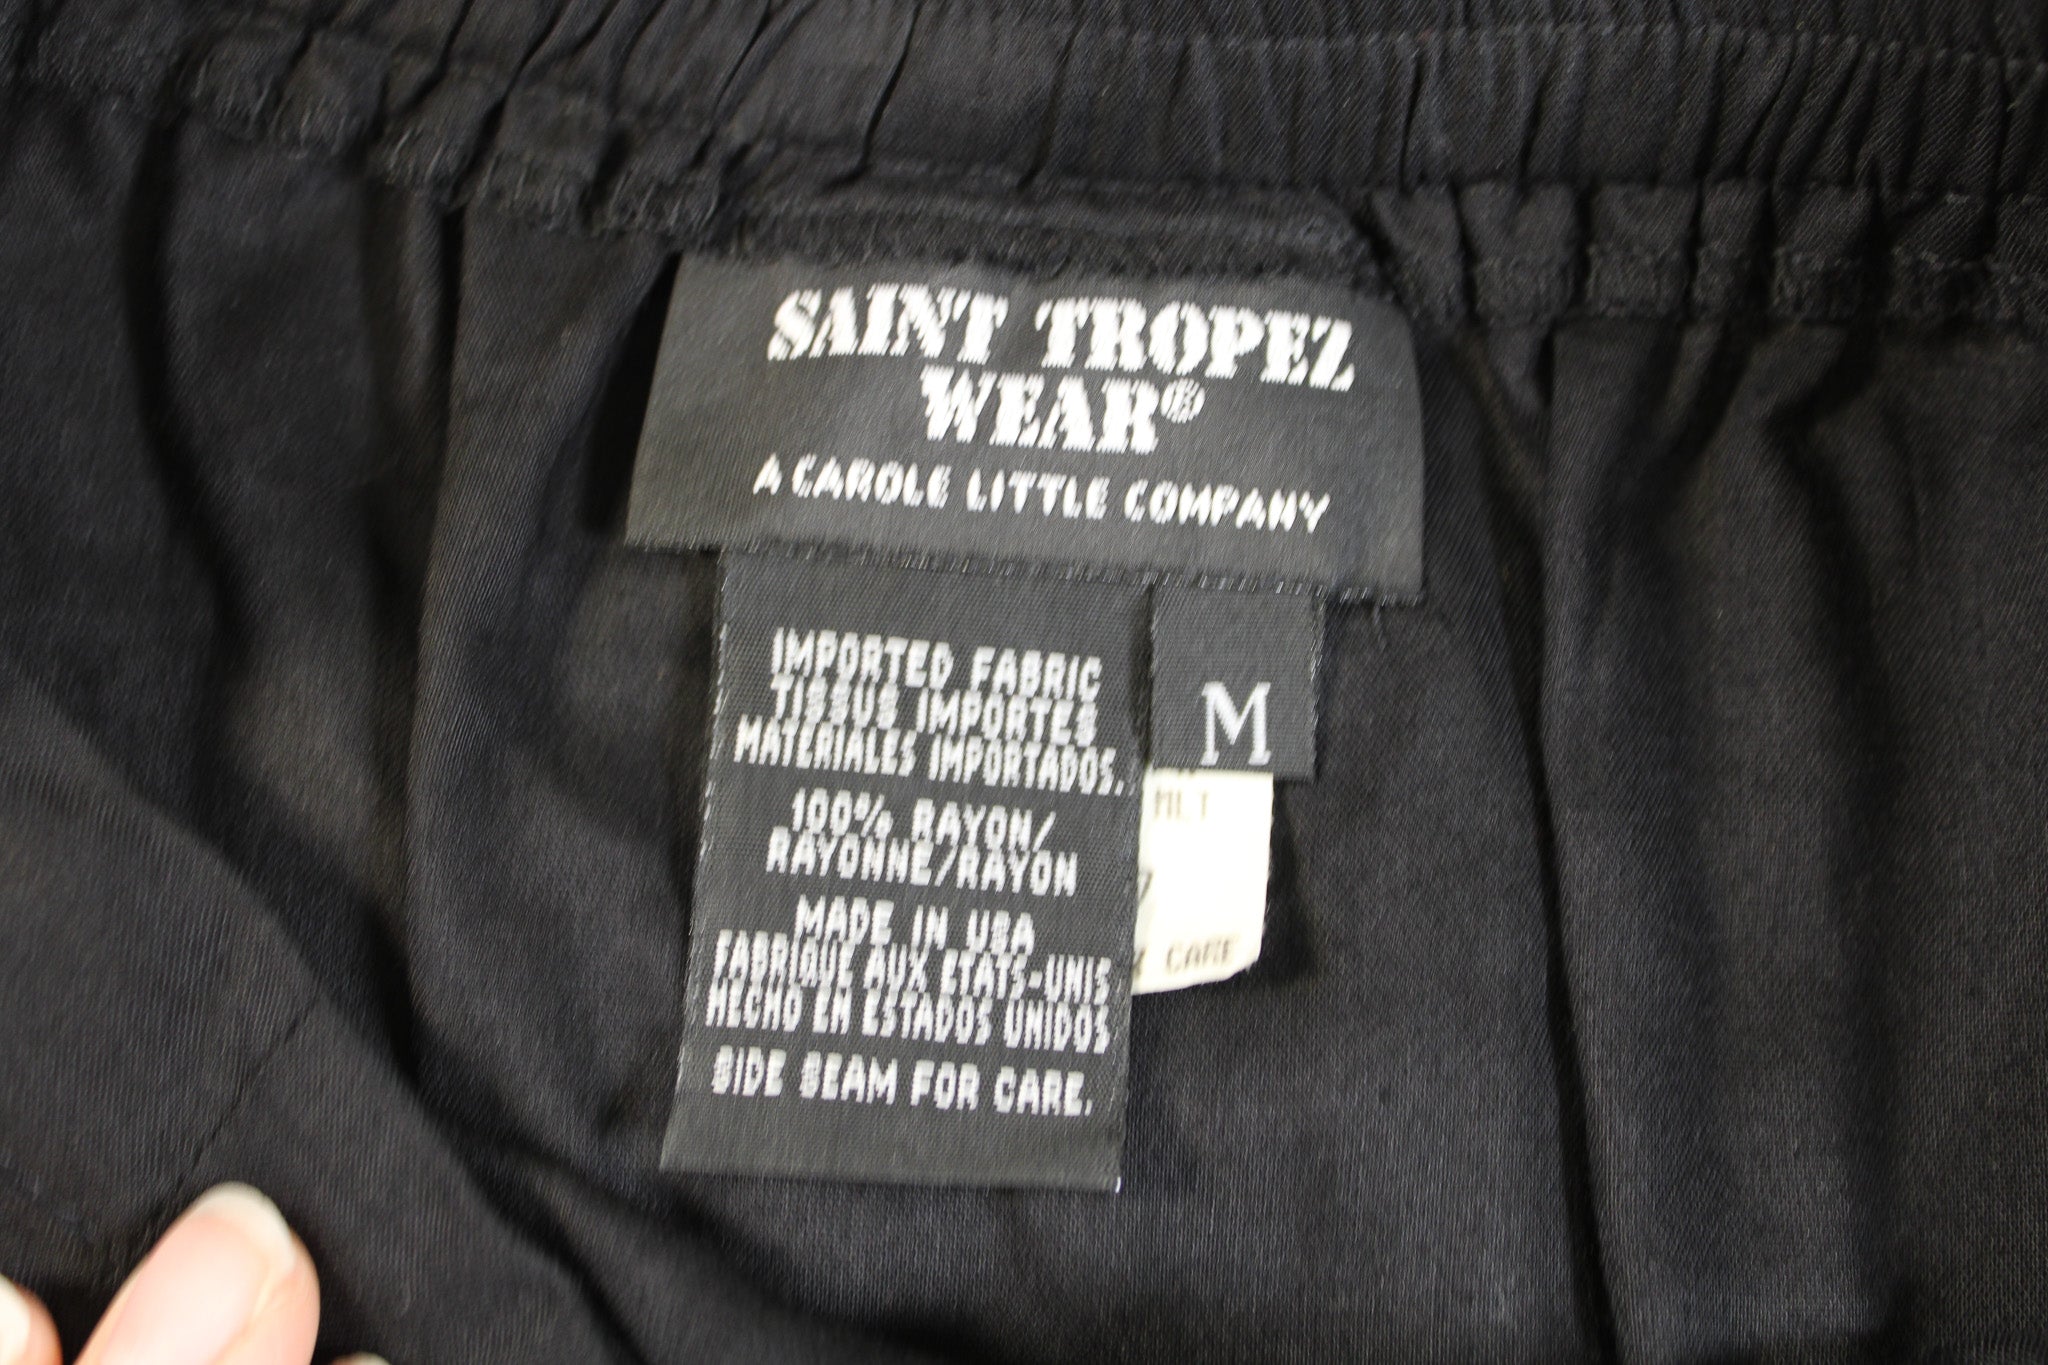 SAINT TROPEZ
WEAR®
A CAROLE LITTLE COMPANY
IMPORTED FABRIC
TISSUS IMPORTES
MATERIALES IMPORTADOS.
100% RAYON/
RAYONNE/RAYON
MADE IN USA
FABRIQUE AUX ETATS-UNIS
HECHO EN ESTADOS UNIDOS
SIDE SEAM FOR CARE.
M
CARE